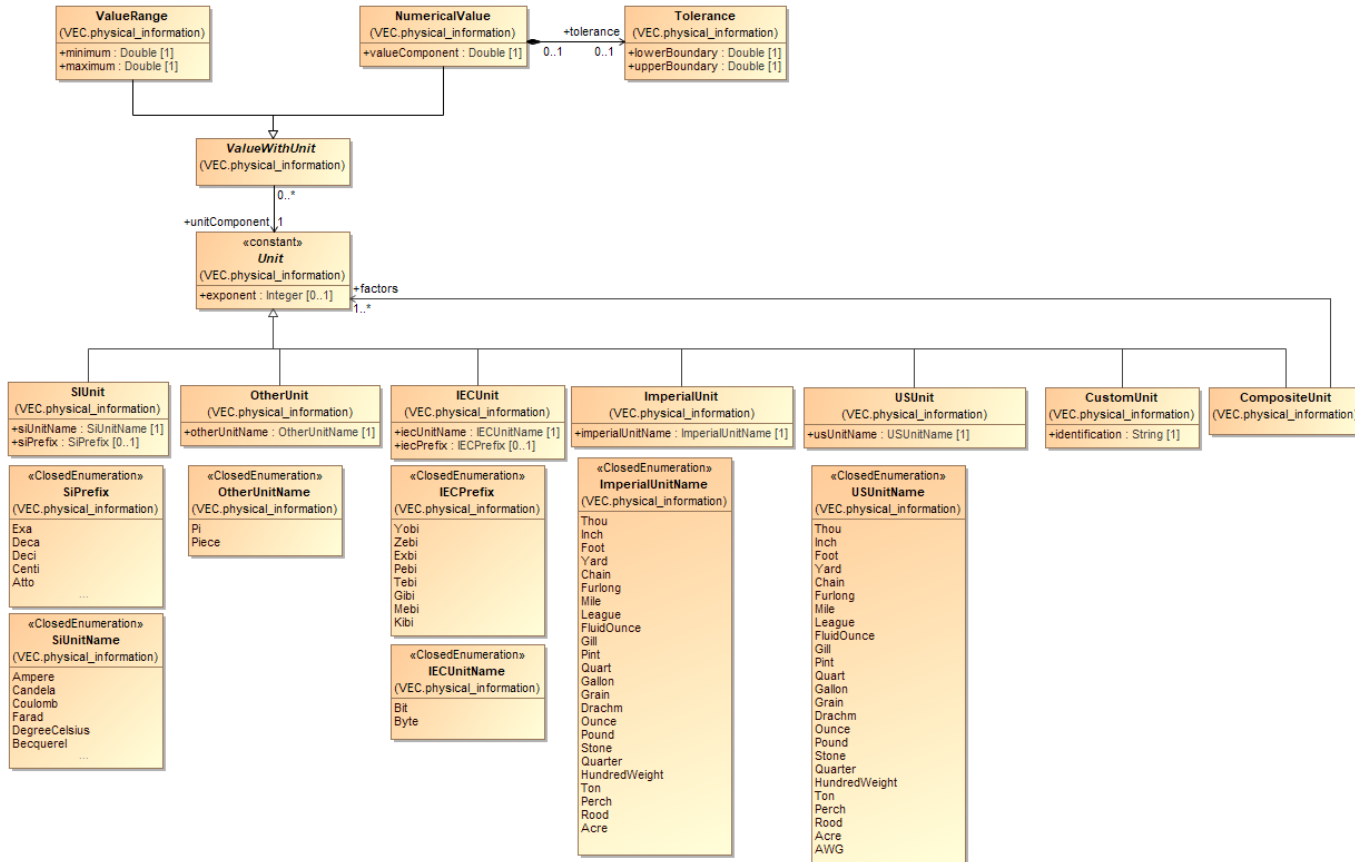 ValueRange
(VEC.physical_information)
+minimum : Double [1]
+maximum : Double [1]
NumericalValue
(VEC.physical_information)
+valueComponent : Double [1]
+tolerance
0..1
0..1
Tolerance
(VEC.physical_information)
+lowerBoundary : Double [1]
+upperBoundary : Double [1]
ValueWithUnit
(VEC.physical_information)
0..*
+unitComponent
1
«constant»
Unit
(VEC.physical_information)
+exponent : Integer [0..1]
+factors
1..*
SIUnit
(VEC.physical_information)
+siUnitName : SiUnitName [1]
+siPrefix : SiPrefix [0..1]
OtherUnit
(VEC.physical_information)
+otherUnitName : OtherUnitName [1]
IECUnit
(VEC.physical_information)
+iecUnitName : IECUnitName [1]
+iecPrefix : IECPrefix [0..1]
ImperialUnit
(VEC.physical_information)
+imperialUnitName : ImperialUnitName [1]
USUnit
(VEC.physical_information)
+usUnitName : USUnitName [1]
CustomUnit
(VEC.physical_information)
+identification : String [1]
CompositeUnit
(VEC.physical_information)
«ClosedEnumeration»
SiPrefix
(VEC.physical_information)
Exa
Deca
Deci
Centi
Atto
...
«ClosedEnumeration»
SiUnitName
(VEC.physical_information)
Ampere
Candela
Coulomb
Farad
DegreeCelsius
Becquerel
...
«ClosedEnumeration»
OtherUnitName
(VEC.physical_information)
Pi
Piece
«ClosedEnumeration»
IECPrefix
(VEC.physical_information)
Yobi
Zebi
Exbi
Pebi
Tebi
Gibi
Mebi
Kibi
«ClosedEnumeration»
IECUnitName
(VEC.physical_information)
Bit
Byte
«ClosedEnumeration»
ImperialUnitName
(VEC.physical_information)
Thou
Inch
Foot
Yard
Chain
Furlong
Mile
League
FluidOunce
Gill
Pint
Quart
Gallon
Grain
Drachm
Ounce
Pound
Stone
Quarter
HundredWeight
Ton
Perch
Rood
Acre
«ClosedEnumeration»
USUnitName
(VEC.physical_information)
Thou
Inch
Foot
Yard
Chain
Furlong
Mile
League
FluidOunce
Gill
Pint
Quart
Gallon
Grain
Drachm
Ounce
Pound
Stone
Quarter
HundredWeight
Ton
Perch
Rood
Acre
AWG